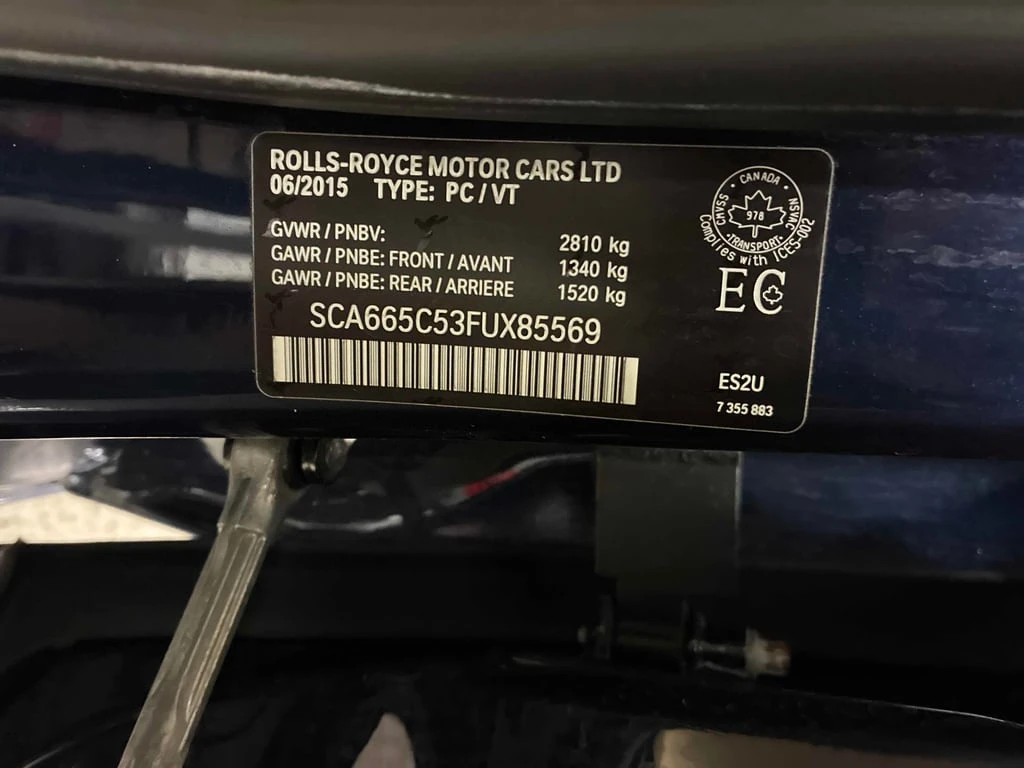 ROLLS-ROYCE MOTOR CARS LTD
06/2015 TYPE: PC / VT
GVWR / PNBV: 2810 kg
GAWR / PNBE: FRONT / AVANT 1340 kg
GAWR / PNBE: REAR / ARRIERE 1520 kg
SCA665C53FUX85569
CANADA
CMVSS
NSVAC
978
TRANSPORT
Complies with ICES-002
EC
ES2U
7 355 883